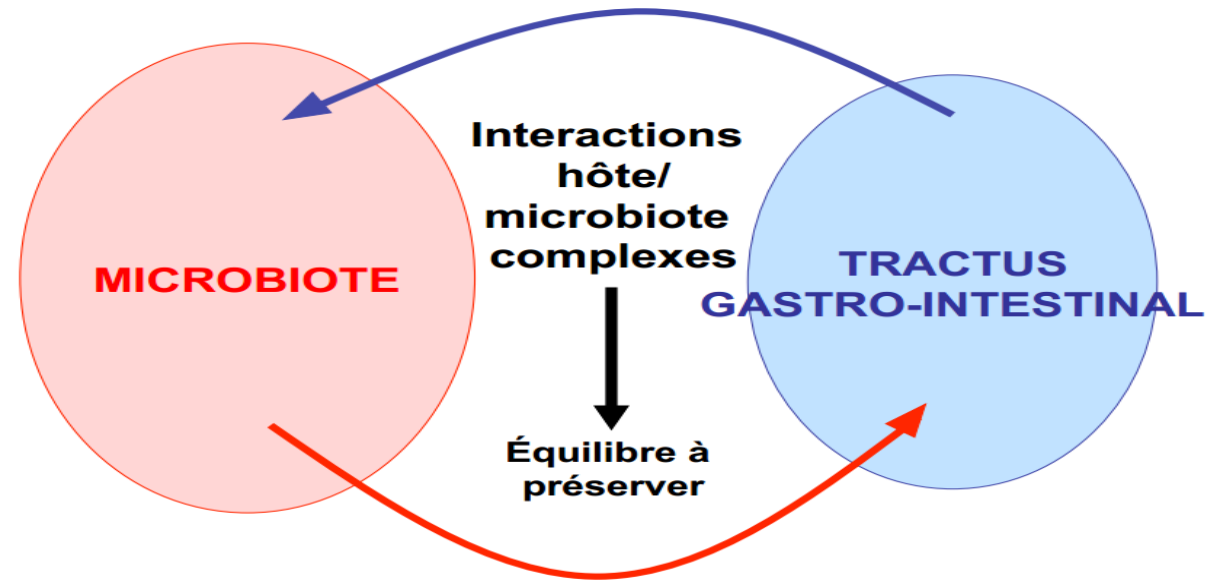 Interactions
hôte/
microbiote
complexes
MICROBIOTE
TRACTUS
GASTRO-INTESTINAL
Équilibre à
préserver